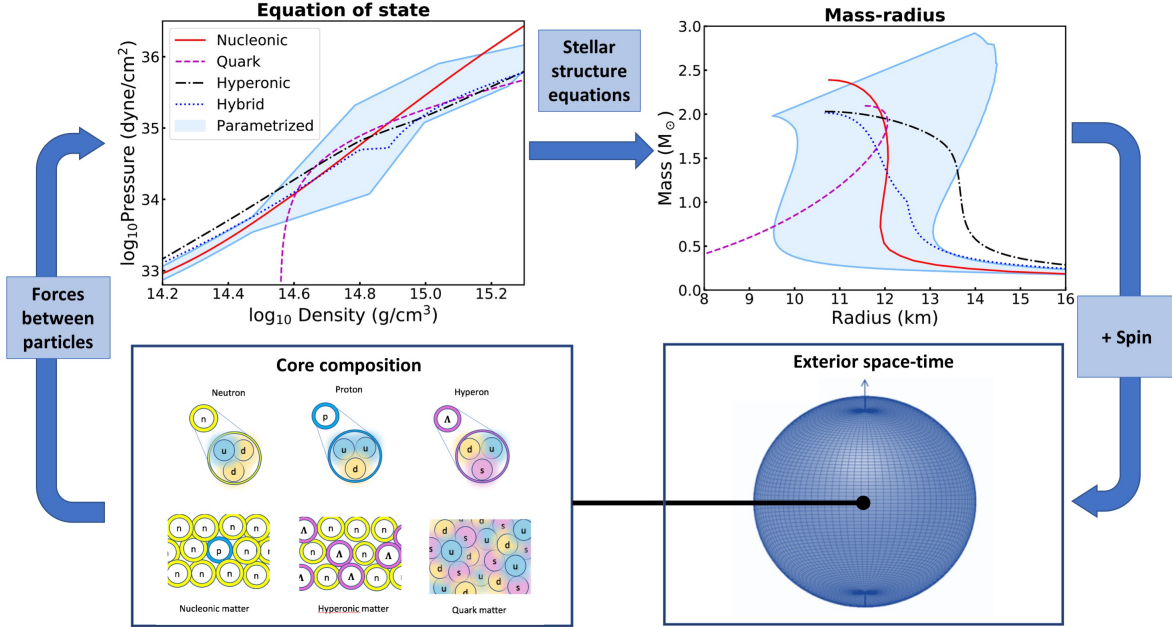 Equation of state
log₁₀Pressure (dyne/cm²)
36
35
34
33
Nucleonic
Quark
Hyperonic
Hybrid
Parametrized
14.2 14.4 14.6 14.8 15.0 15.2
log₁₀ Density (g/cm³)
Stellar
structure
equations
Mass-radius
Mass (M☉)
3.0
2.5
2.0
1.5
1.0
0.5
0.0
8 9 10 11 12 13 14 15 16
Radius (km)
Forces
between
particles
+ Spin
Core composition
Neutron Proton Hyperon
n p Λ
u d d
u u d
d u s
n n n n
n p n n
n n n n
Λ n n n
n Λ Λ
Λ n Λ n
u s
d s u
s u d
s d s u
s u d
u d s
Nucleonic matter Hyperonic matter Quark matter
Exterior space-time